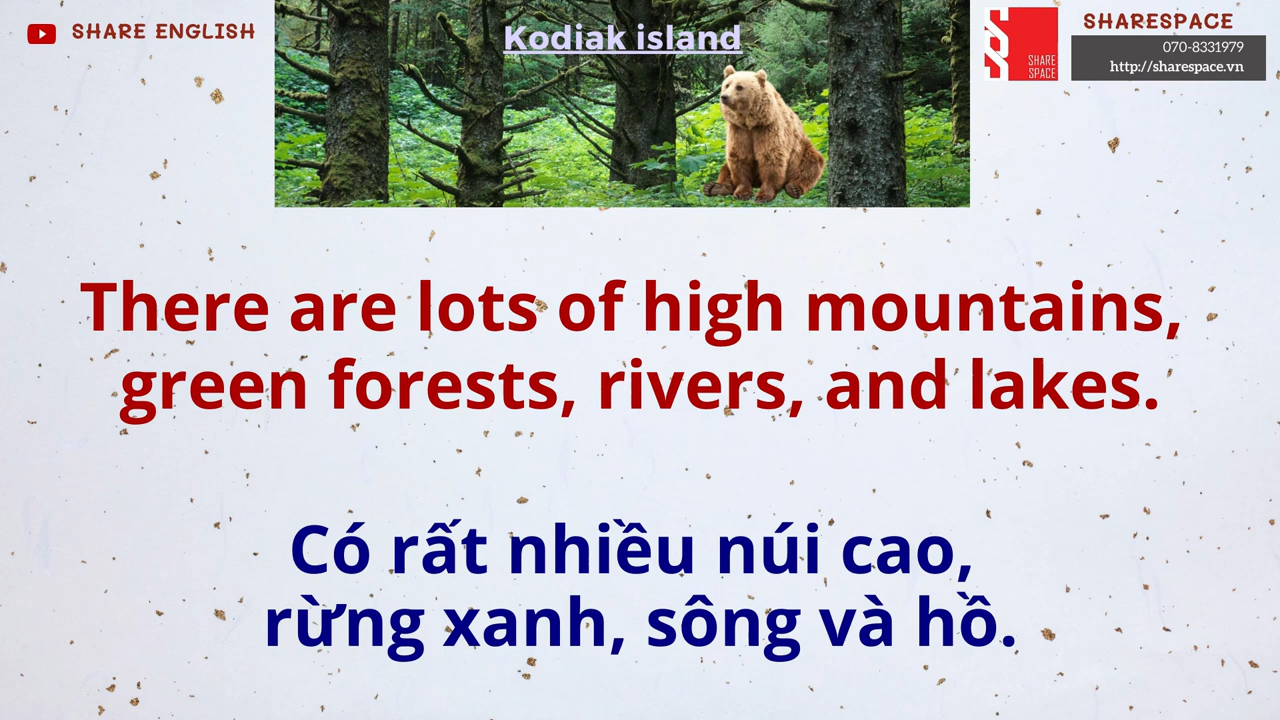 SHARE ENGLISH
Kodiak island
SHARESPACE
070-8331979
http://sharespace.vn
SHARE
SPACE
There are lots of high mountains,
green forests, rivers, and lakes.
Có rất nhiều núi cao,
rừng xanh, sông và hồ.